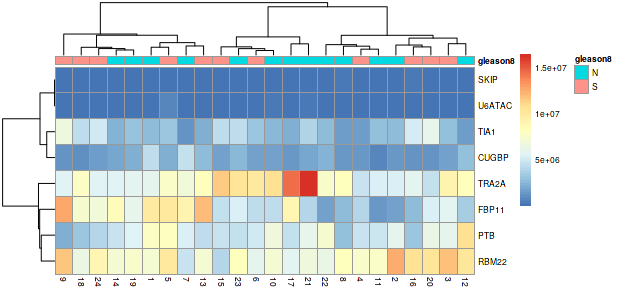 gleason8
gleason8
N
S
1.5e+07
1e+07
5e+06
SKIP
U6ATAC
TIA1
CUGBP
TRA2A
FBP11
PTB
RBM22
9 18 24 14 19 1 5 7 13 15 23 6 10 17 21 22 8 4 11 2 16 20 3 12